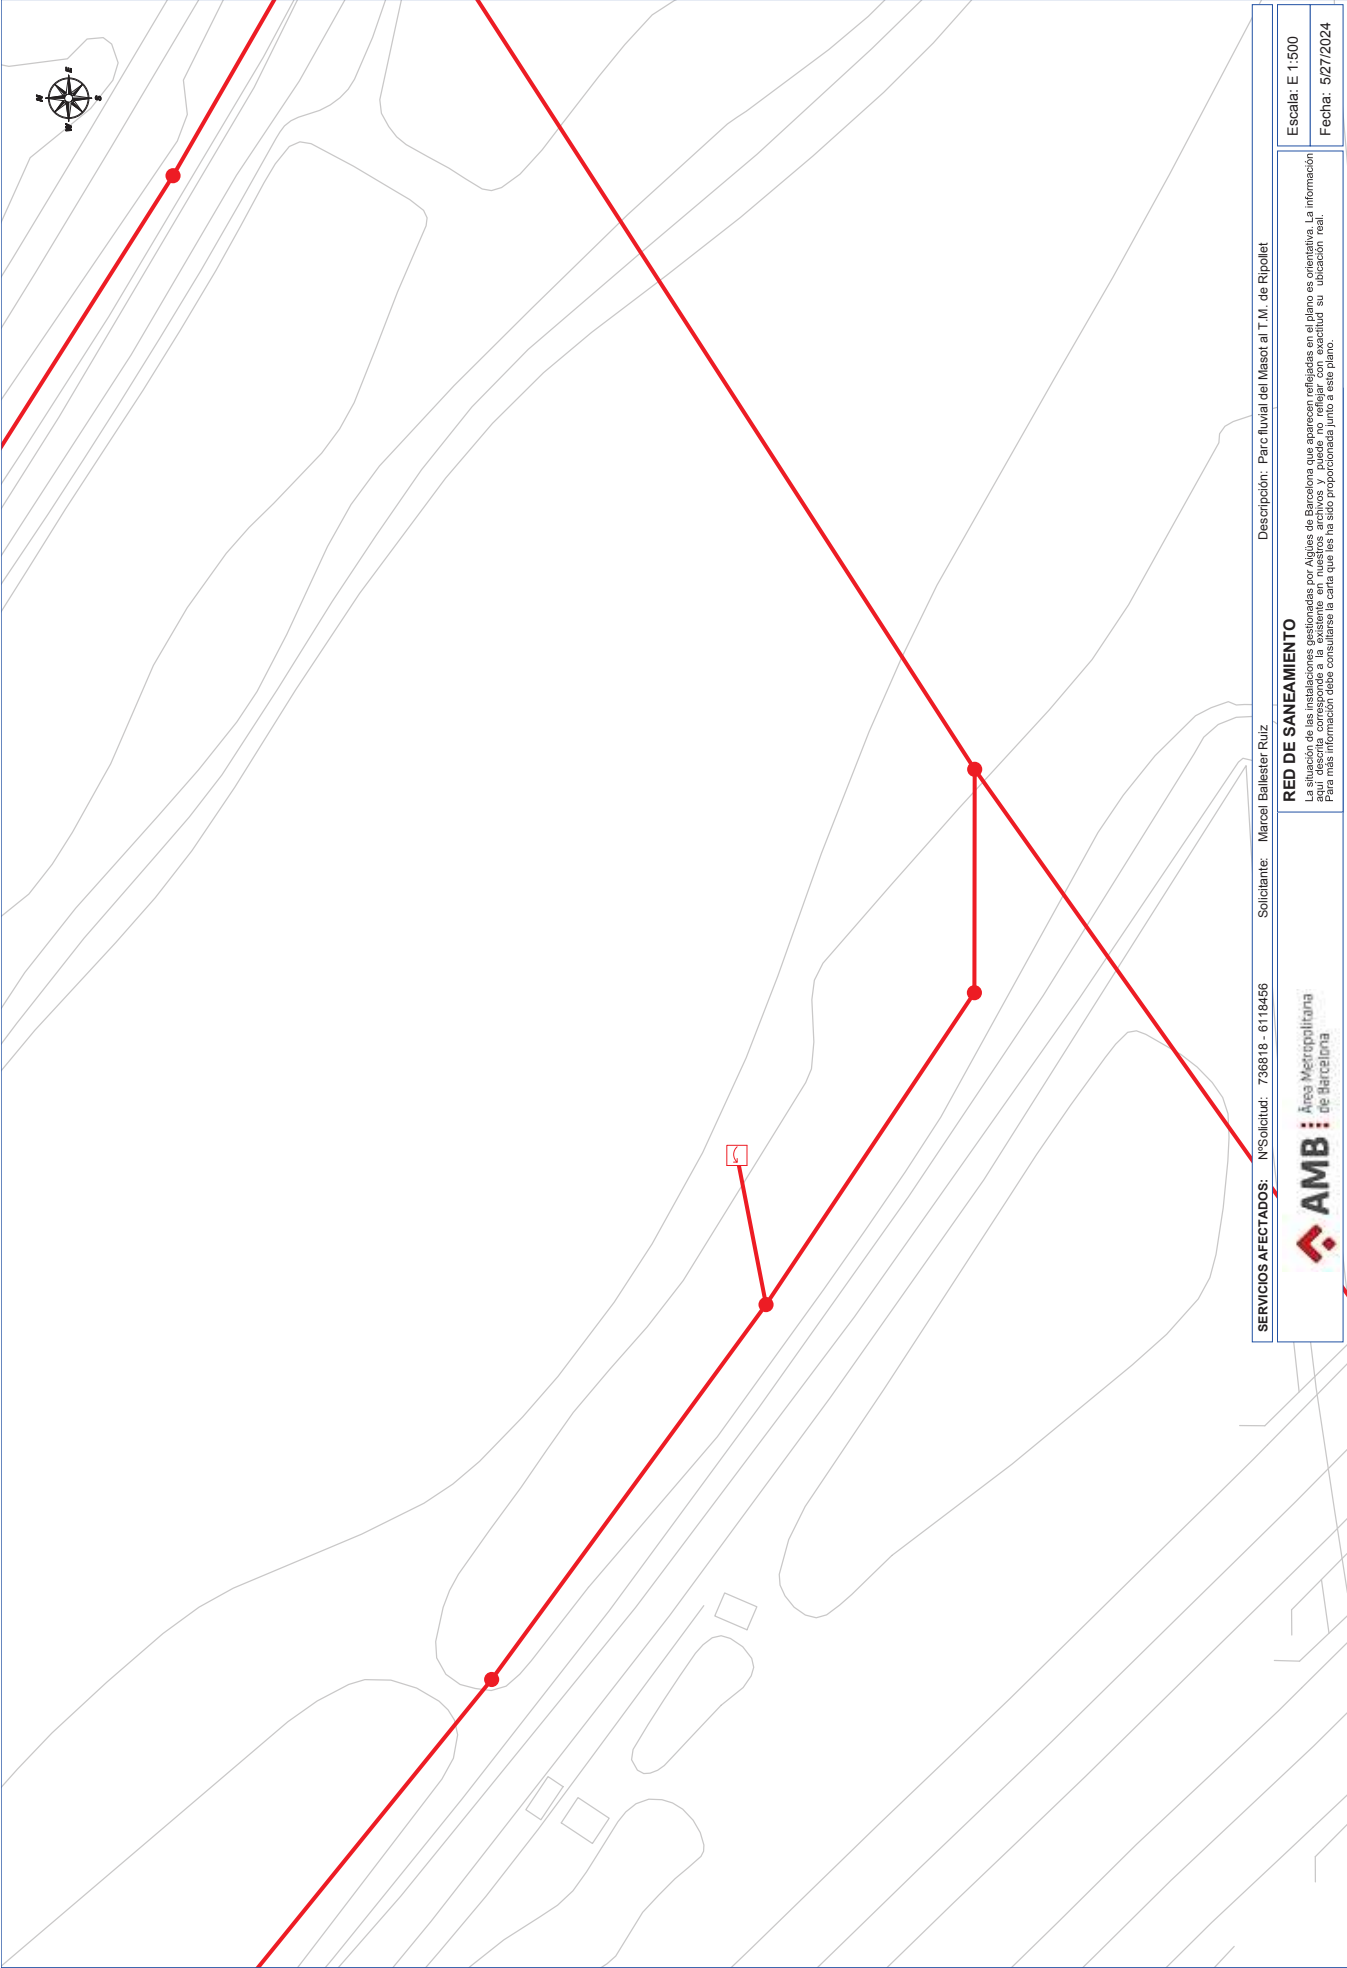 N
W
E
S
SERVICIOS AFECTADOS: NºSolicitud: 736818 - 6118456 Solicitante: Marcel Ballester Ruiz Descripción: Parc fluvial del Masot al T.M. de Ripollet
AMB
Àrea Metropolitana
de Barcelona
RED DE SANEAMIENTO
La situación de las instalaciones gestionadas por Aigües de Barcelona que aparecen reflejadas en el plano es orientativa. La información
aquí descrita corresponde a la existente en nuestros archivos y puede no reflejar con exactitud su ubicación real.
Para más información debe consultarse la carta que les ha sido proporcionada junto a este plano.
Escala: E 1:500
Fecha: 5/27/2024